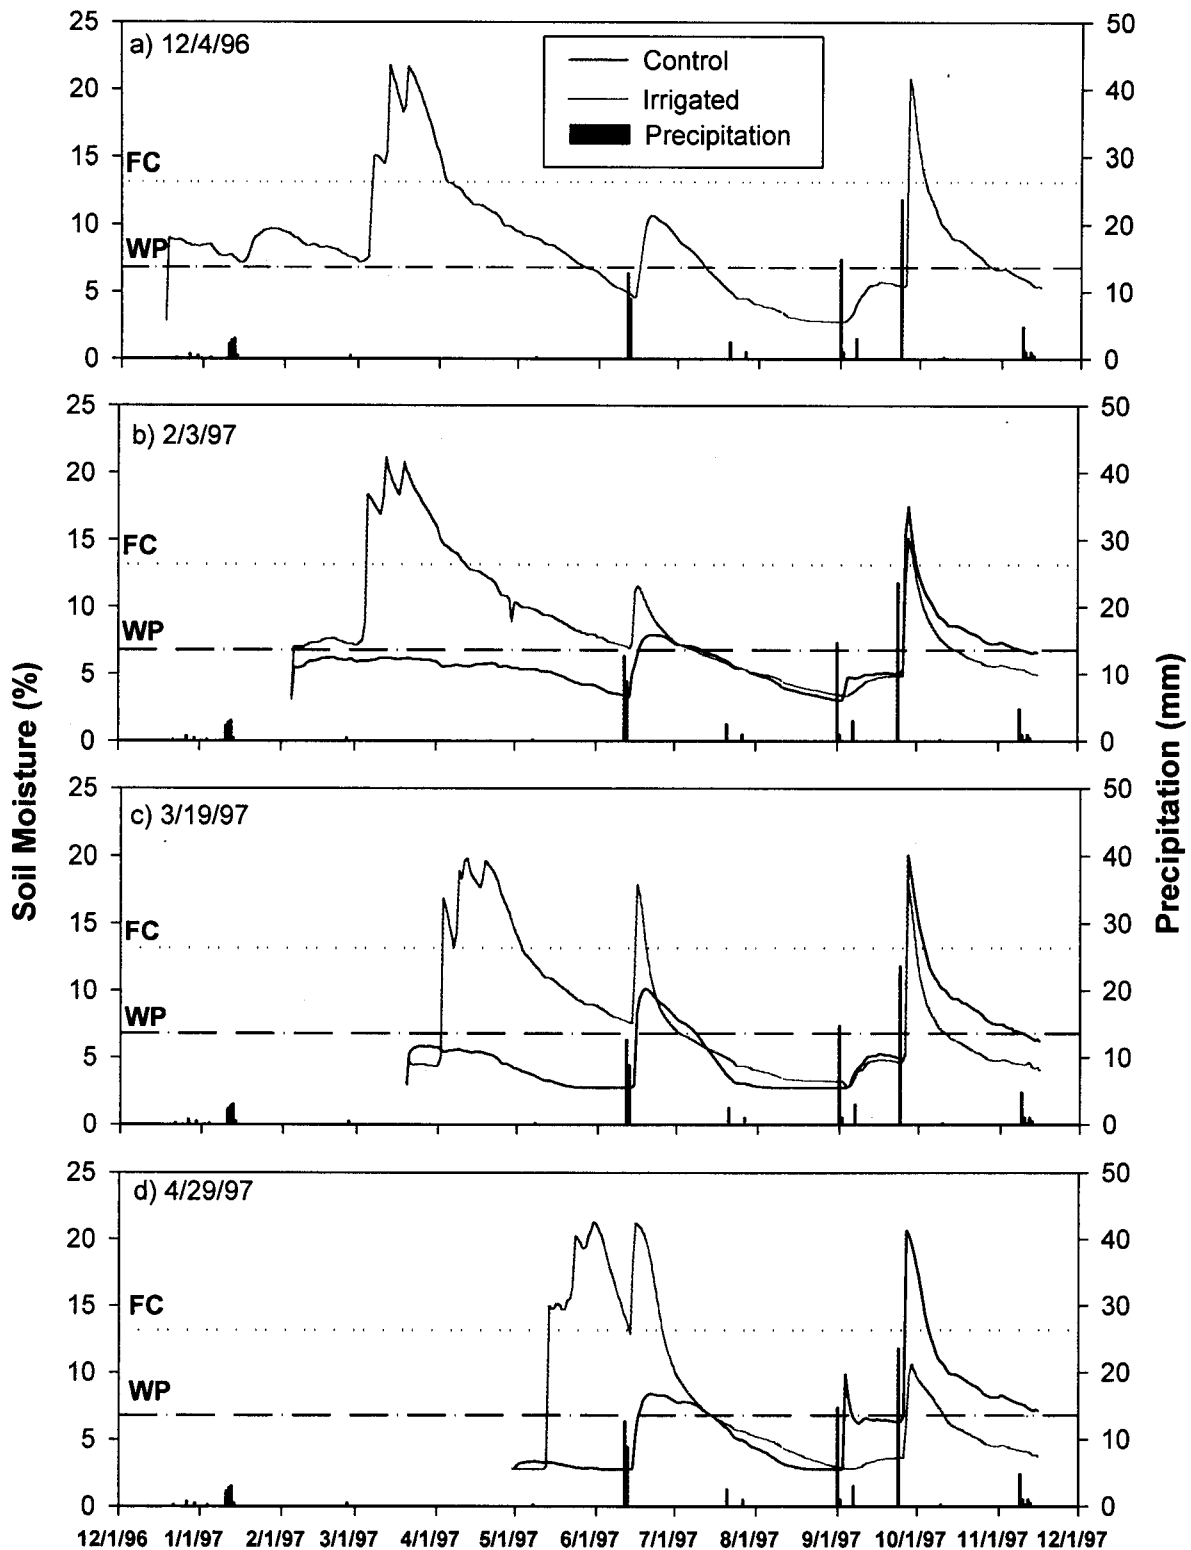 25
20
15
10
5
0
a) 12/4/96
Control
Irrigated
Precipitation
FC
WP
50
40
30
20
10
0
25
20
15
10
5
0
b) 2/3/97
FC
WP
50
40
30
20
10
0
Soil Moisture (%)
Precipitation (mm)
25
20
15
10
5
0
c) 3/19/97
FC
WP
50
40
30
20
10
0
25
20
15
10
5
0
d) 4/29/97
FC
WP
50
40
30
20
10
0
12/1/96 1/1/97 2/1/97 3/1/97 4/1/97 5/1/97 6/1/97 7/1/97 8/1/97 9/1/97 10/1/97 11/1/97 12/1/97